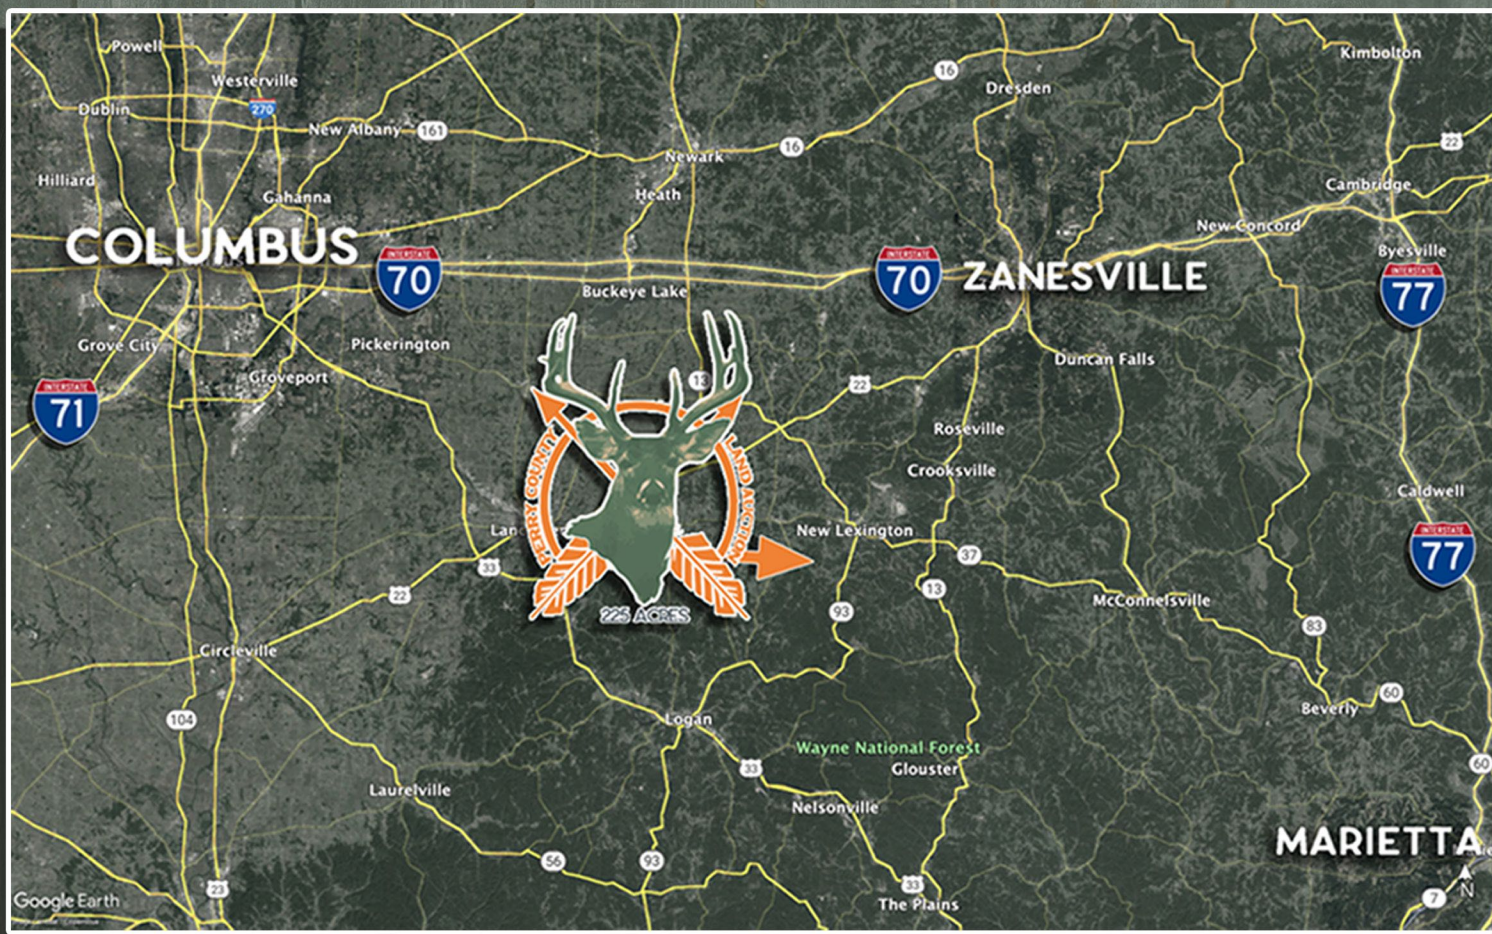 Powell
Kimbolton
16
Westerville
Dresden
Dublin
270
New Albany
161
22
16
Newark
Hilliard
Cambridge
Heath
Gahanna
New Concord
COLUMBUS
Byesville
INTERSTATE
70
INTERSTATE
70
ZANESVILLE
INTERSTATE
77
Buckeye Lake
Grove City
Pickerington
Duncan Falls
Groveport
13
22
INTERSTATE
71
Roseville
Crooksville
PERRY COUNTY
LAND AUCTION
Caldwell
Lan
New Lexington
INTERSTATE
77
37
33
13
22
McConnelsville
225 ACRES
93
83
Circleville
60
Beverly
104
Logan
Wayne National Forest
60
33
Glouster
Laurelville
Nelsonville
MARIETTA
56
93
33
23
N
Google Earth
7
The Plains